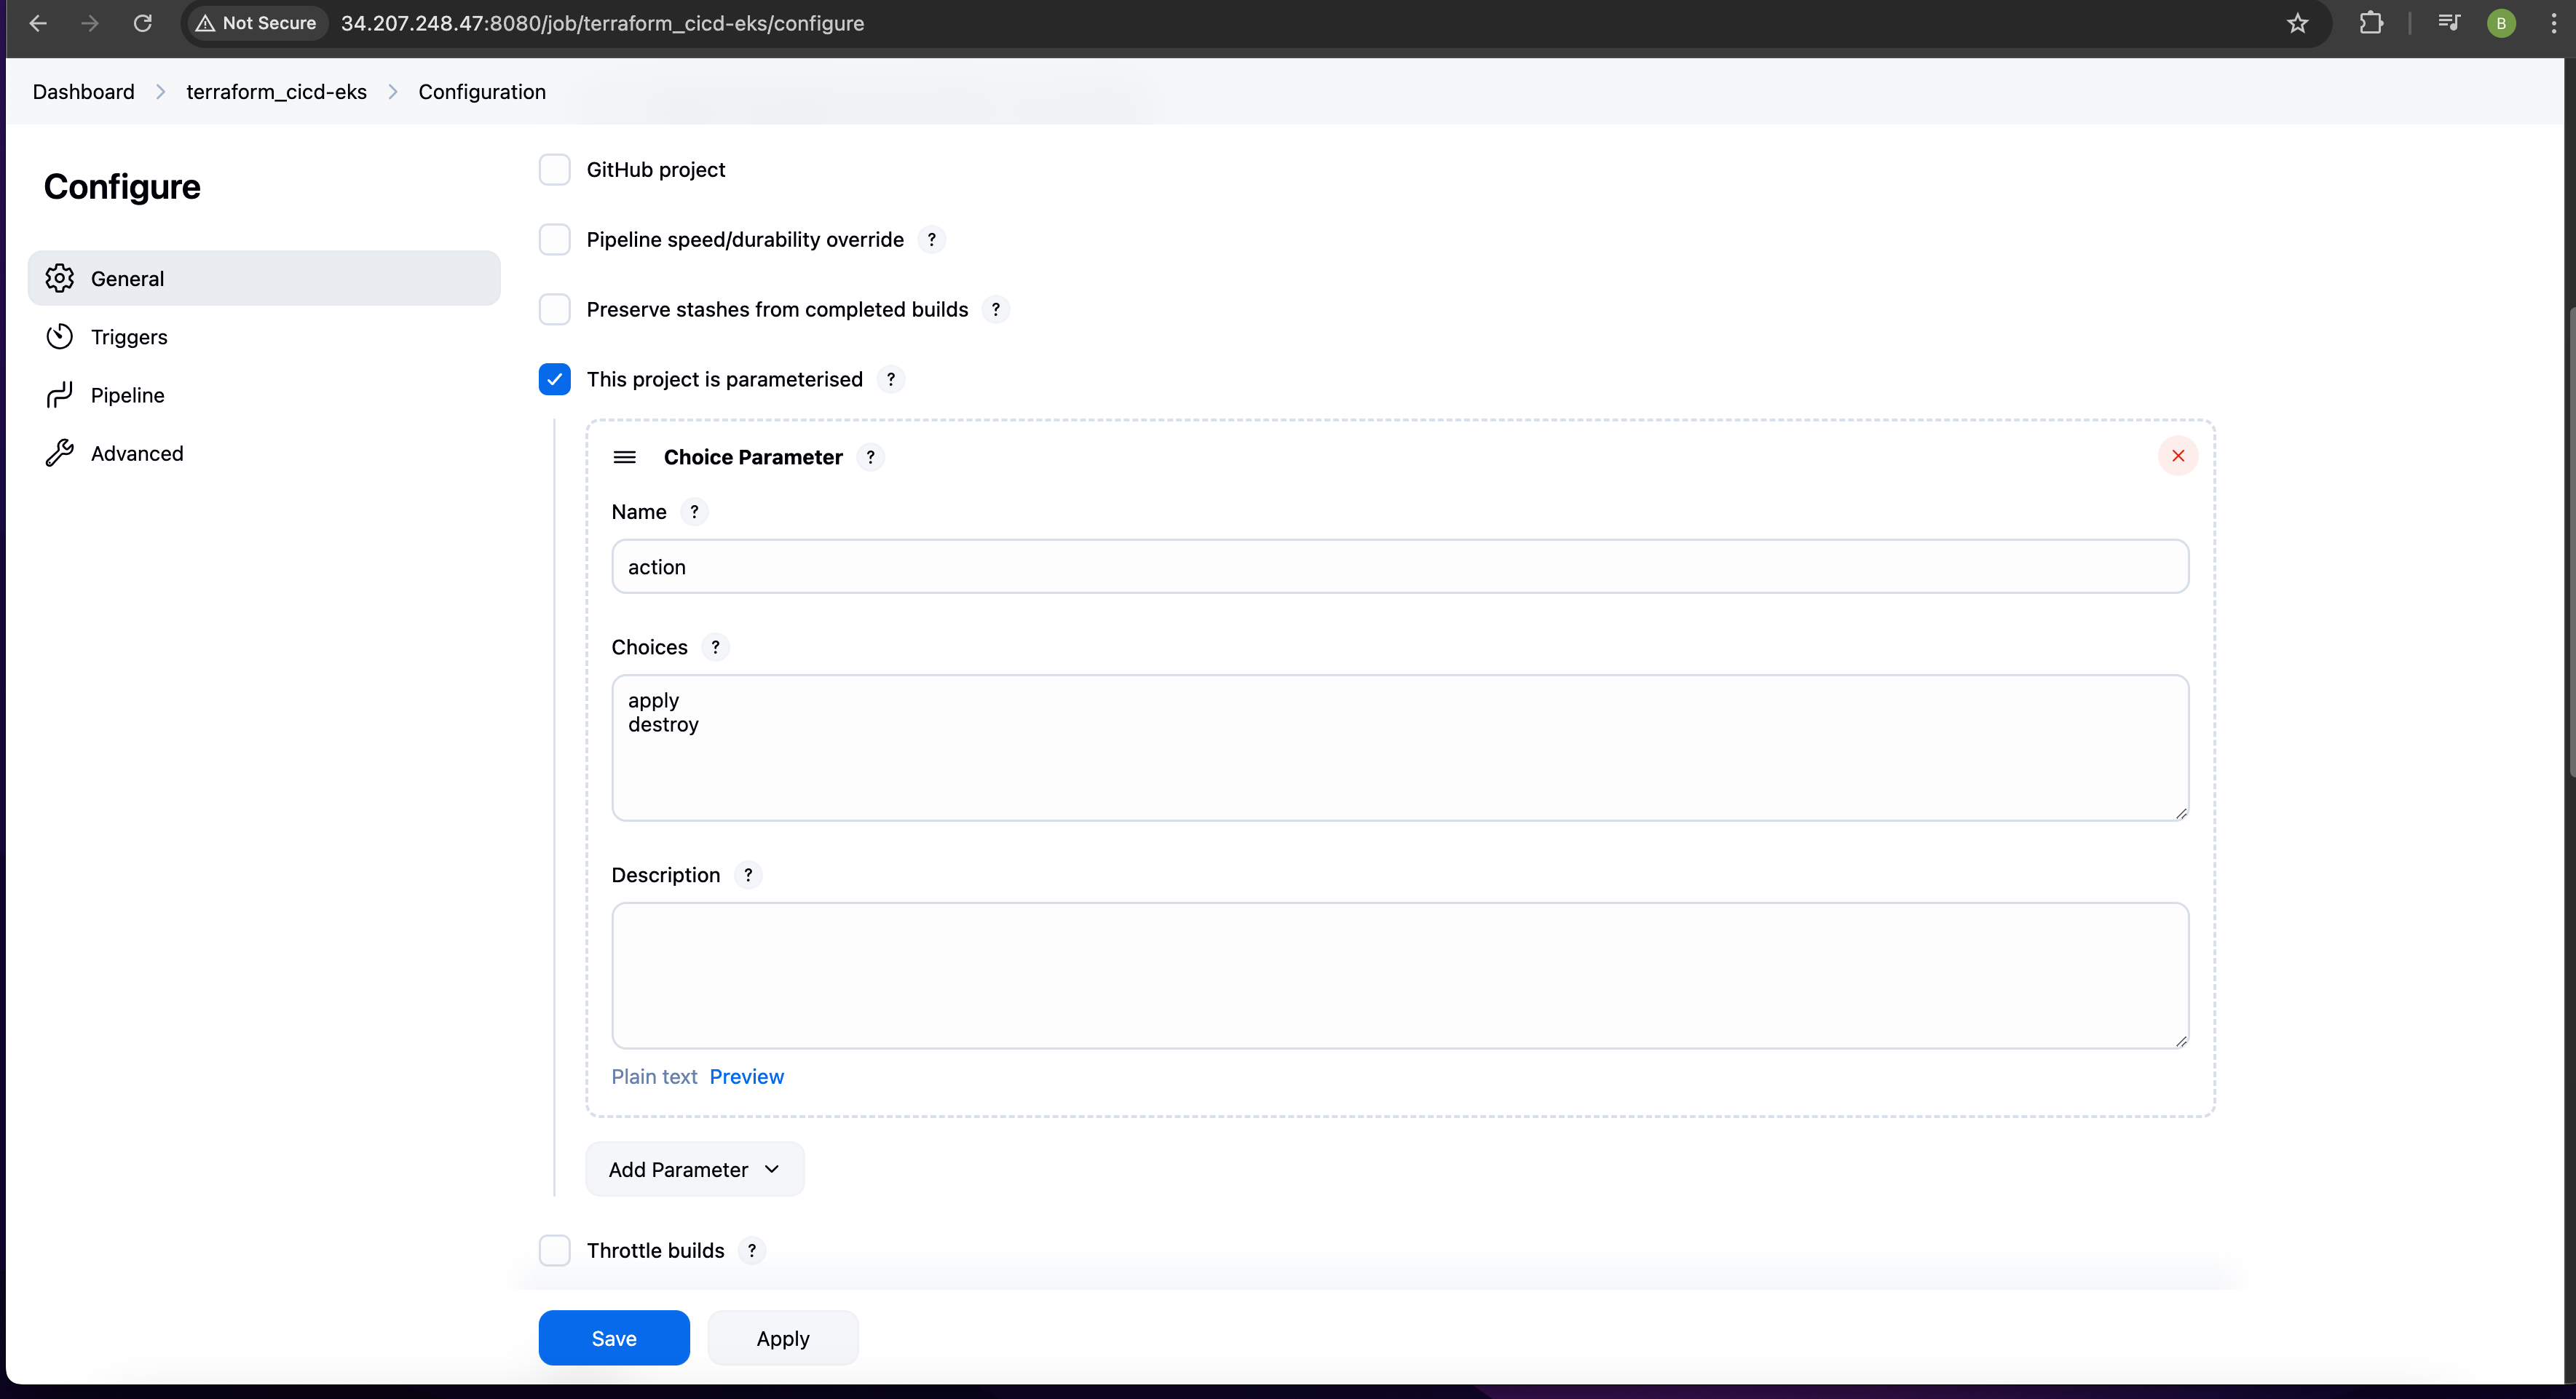 Not Secure 34.207.248.47:8080/job/terraform_cicd-eks/configure B
Dashboard terraform_cicd-eks Configuration
Configure
General
Triggers
Pipeline
Advanced
GitHub project
Pipeline speed/durability override ?
Preserve stashes from completed builds ?
This project is parameterised ?
Choice Parameter ?
Name ?
action
Choices ?
apply
destroy
Description ?
Plain text Preview
Add Parameter
Throttle builds ?
Save Apply